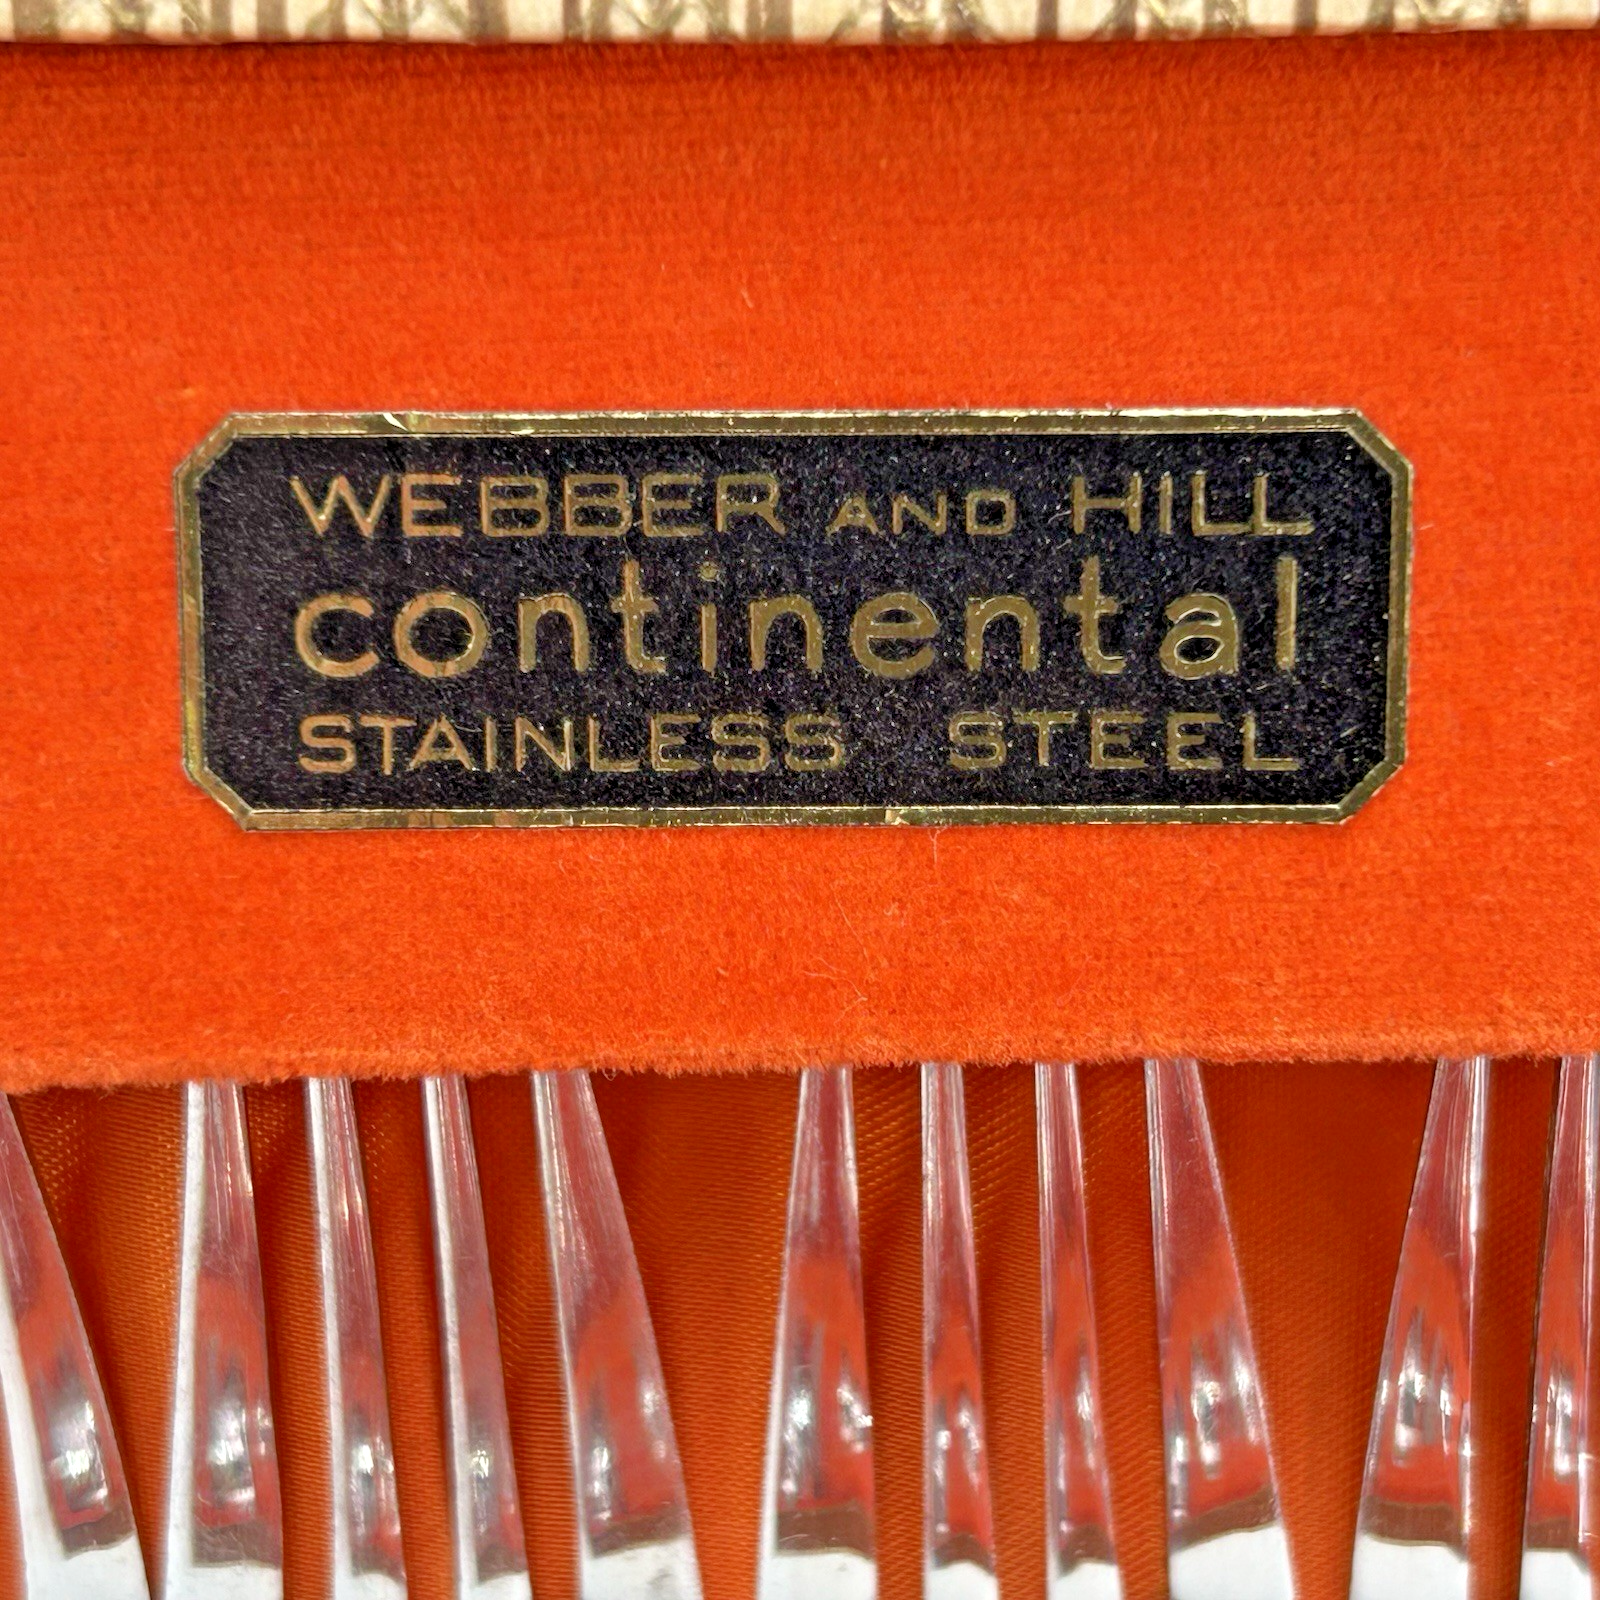 WEBBER AND HILL
continental
STAINLESS STEEL